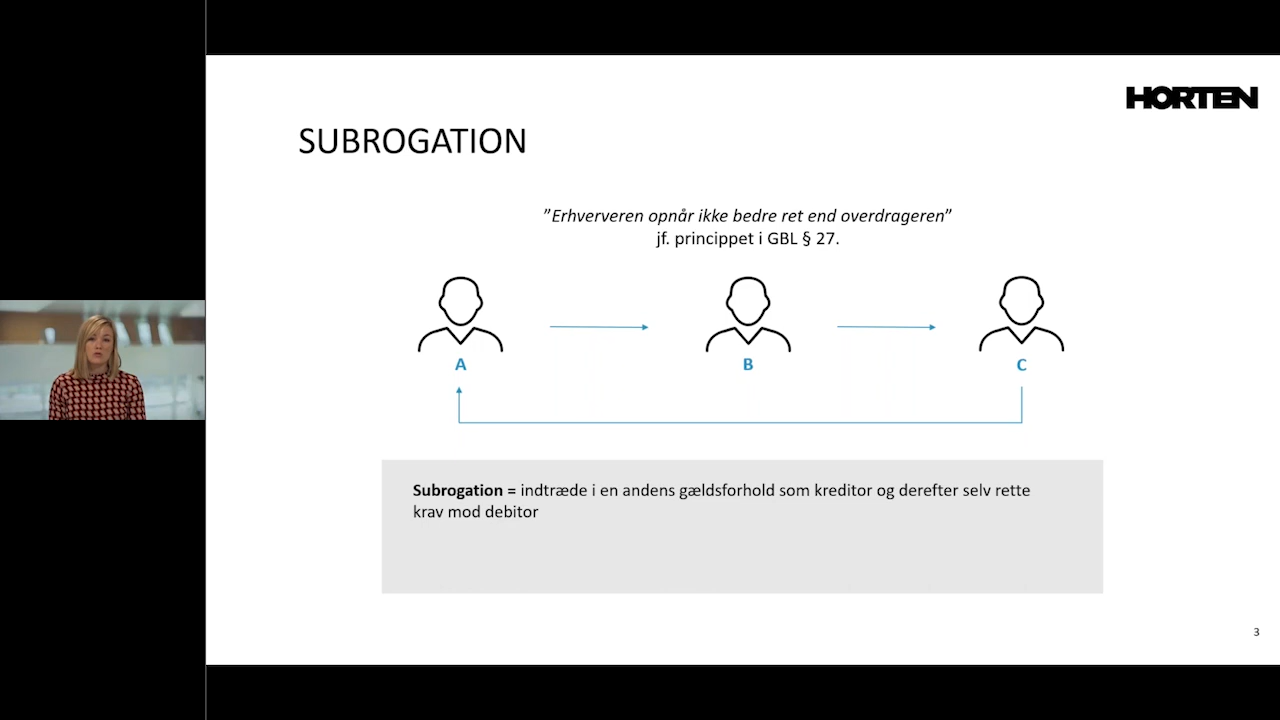 HORTEN
SUBROGATION
”Erhververen opnår ikke bedre ret end overdrageren”
jf. princippet i GBL § 27.
A
B
C
Subrogation = indtræde i en andens gældsforhold som kreditor og derefter selv rette
krav mod debitor
3